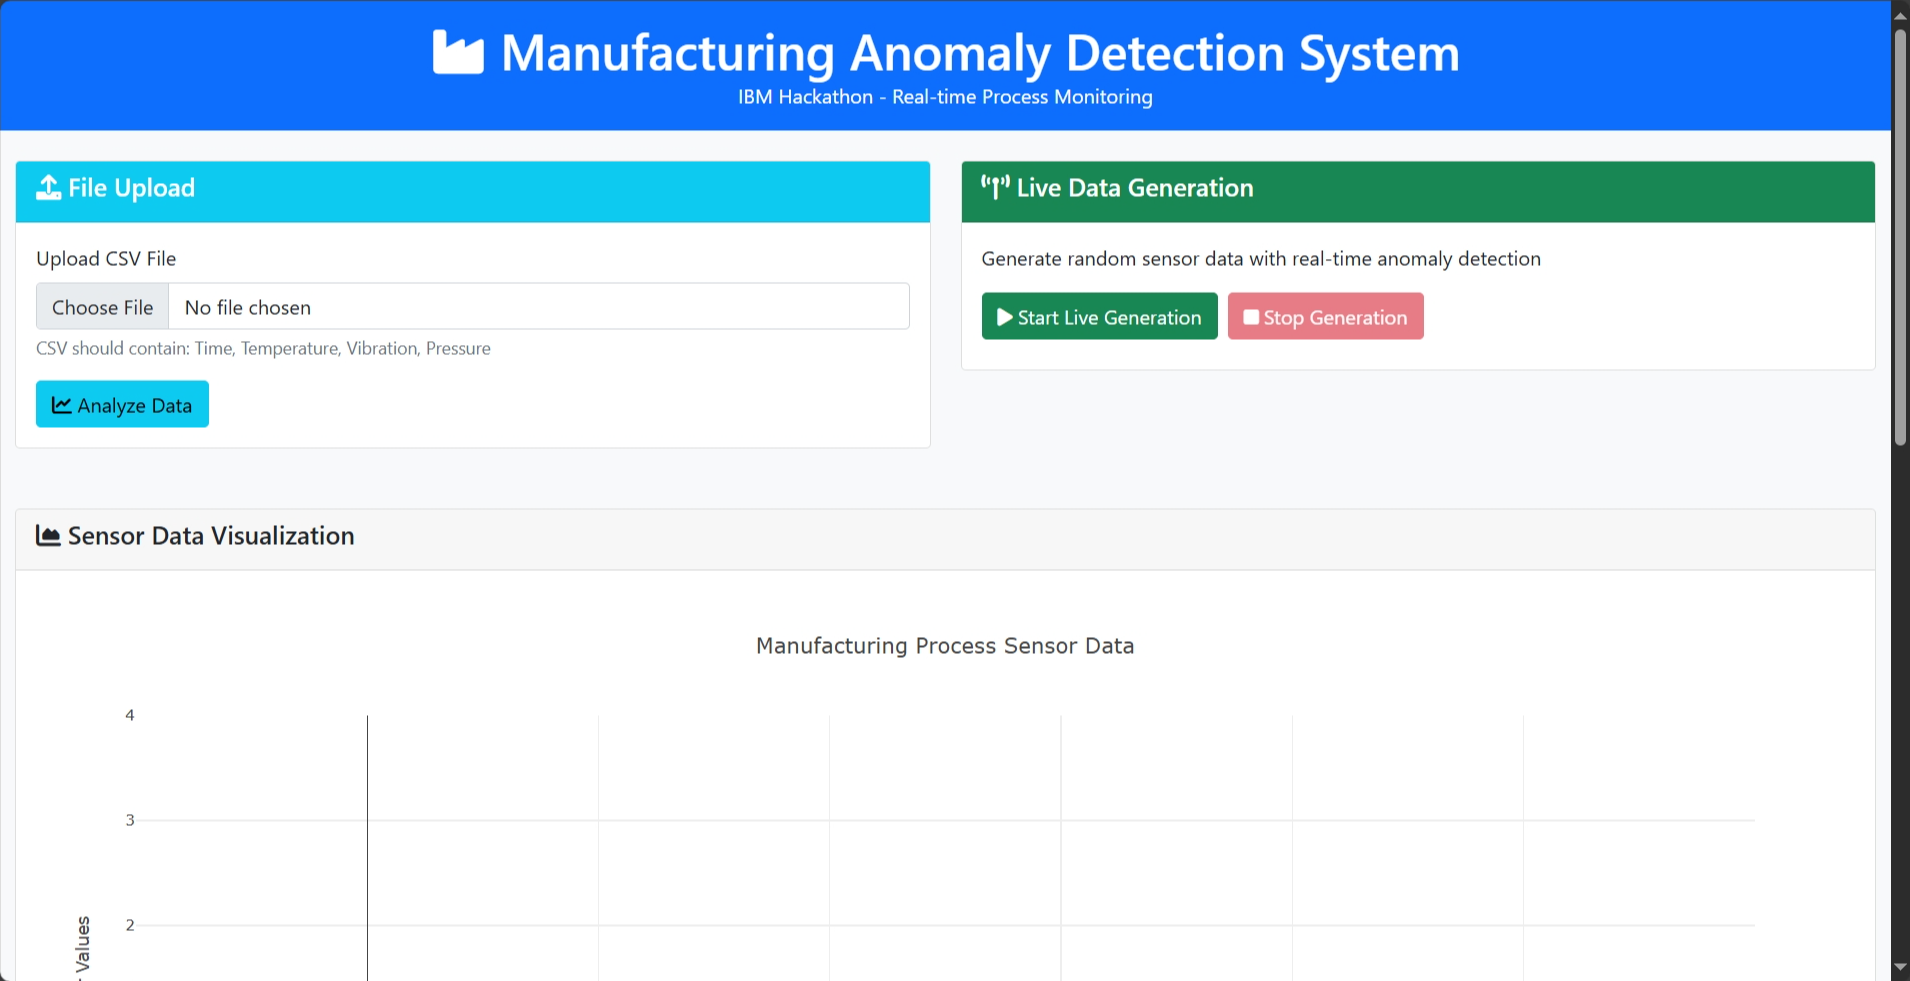 Manufacturing Anomaly Detection System
IBM Hackathon - Real-time Process Monitoring
File Upload
Upload CSV File
Choose File No file chosen
CSV should contain: Time, Temperature, Vibration, Pressure
Analyze Data
Live Data Generation
Generate random sensor data with real-time anomaly detection
Start Live Generation Stop Generation
Sensor Data Visualization
Manufacturing Process Sensor Data
4
3
2
Values